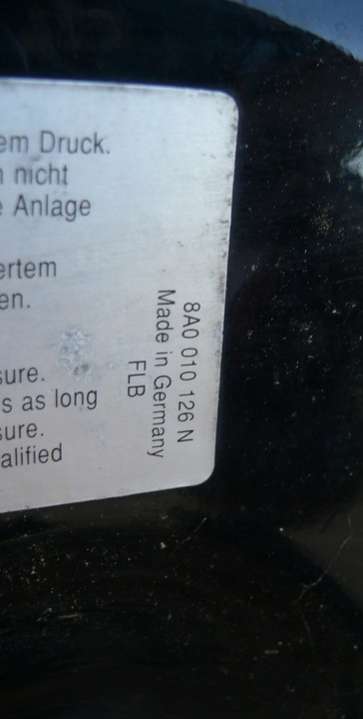 em Druck.
nicht
Anlage
ertem
en.
sure.
s as long
sure.
alified
8A0 010 126 N
Made in Germany
FLB